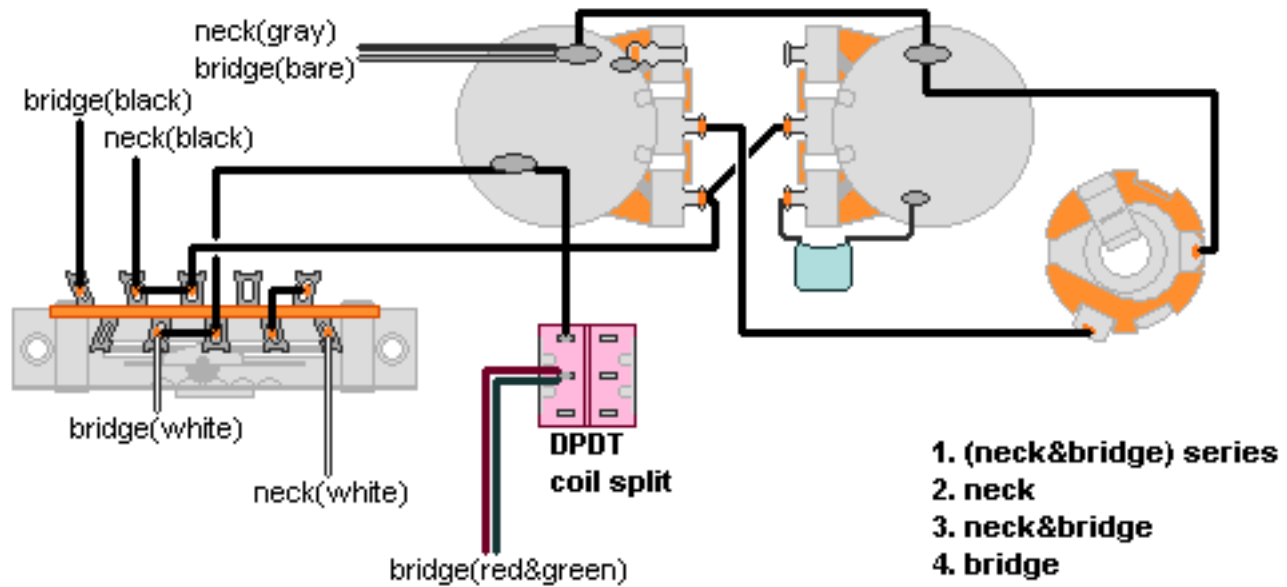 neck(gray)
bridge(bare)
bridge(black)
neck(black)
bridge(white)
neck(white)
DPDT
coil split
bridge(red&green)
1. (neck&bridge) series
2. neck
3. neck&bridge
4. bridge